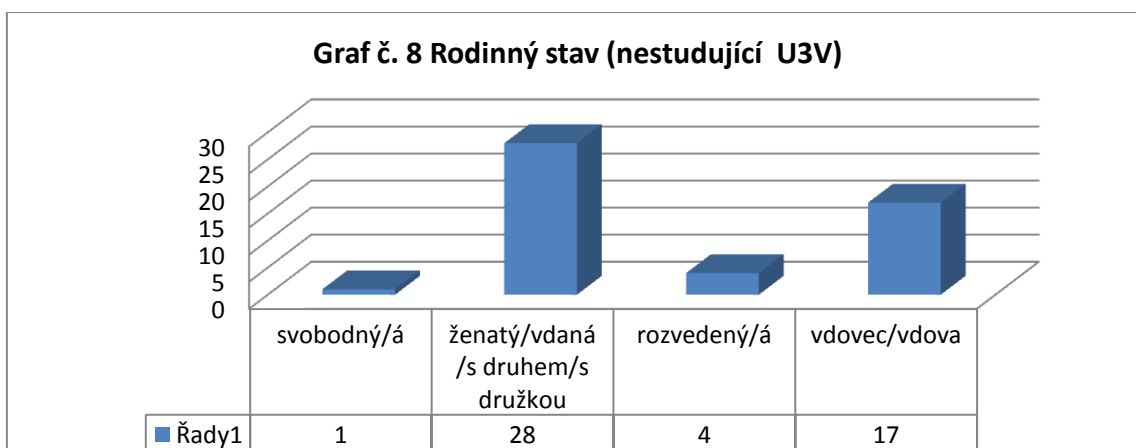 Graf č. 8 Rodinný stav (nestudující  U3V)
30
25
20
15
10
5
0
svobodný/á
ženatý/vdaná
/s druhem/s
družkou
rozvedený/á
vdovec/vdova
Řady1 1 28 4 17